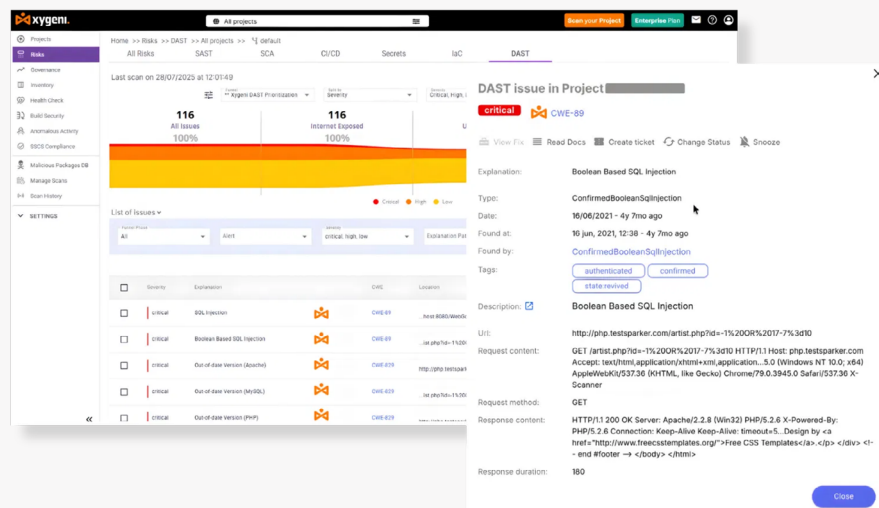 xygeni.
All projects
Scan your Project
Enterprise Plan
Projects
Risks
Governance
Inventory
Health Check
Build Security
Anomalous Activity
SSCS Compliance
Malicious Packages DB
Manage Scans
Scan History
SETTINGS
Home >> Risks >> DAST >> All projects >> default
All Risks
SAST
SCA
CI/CD
Secrets
IaC
DAST
Last scan on 28/07/2025 at 12:01:49
** Xygeni DAST Prioritization
Severity
Critical, High, l
116
All Issues
100%
116
Internet Exposed
100%
U
Critical
High
Low
List of Issues
All
Alert
critical, high, low
Explanation Pat
Severity
Explanation
CWE
Location
critical
SQL Injection
CWE-89
critical
Boolean Based SQL Injection
CWE-89
critical
Out-of-date Version (Apache)
CWE-829
critical
Out-of-date Version (MySQL)
CWE-829
critical
Out-of-date Version (PHP)
CWE-829
DAST issue in Project
critical
CWE-89
View Fix
Read Docs
Create ticket
Change Status
Snooze
Explanation:
Boolean Based SQL Injection
Type:
ConfirmedBooleanSqlInjection
Date:
16/06/2021 - 4y 7mo ago
Found at:
16 jun, 2021, 12:38 - 4y 7mo ago
Found by:
ConfirmedBooleanSqlInjection
Tags:
authenticated
confirmed
state revived
Description:
Boolean Based SQL Injection
Url:
http://php.testsparker.com/artist.php?id=-1%20OR%2017-7%3d10
Request content:
GET /artist.php?id=-1%20OR%2017-7%3d10 HTTP/1.1 Host: php.testsparker.com
Accept: text/html,application/xhtml+xml,application...5.0 (Windows NT 10.0; x64)
AppleWebKit/537.36 (KHTML, like Gecko) Chrome/79.0.3945.0 Safari/537.36 X-
Scanner
Request method:
GET
Response content:
HTTP/1.1 200 OK Server: Apache/2.2.8 (Win32) PHP/5.2.6 X-Powered-By:
PHP/5.2.6 Connection: Keep-Alive Keep-Alive: timeout=5...Design by <a
href="http://www.freecsstemplates.org/">Free CSS Templates</a>.</p> </div> <!-
- end #footer --> </body> </html>
Response duration:
180
Close